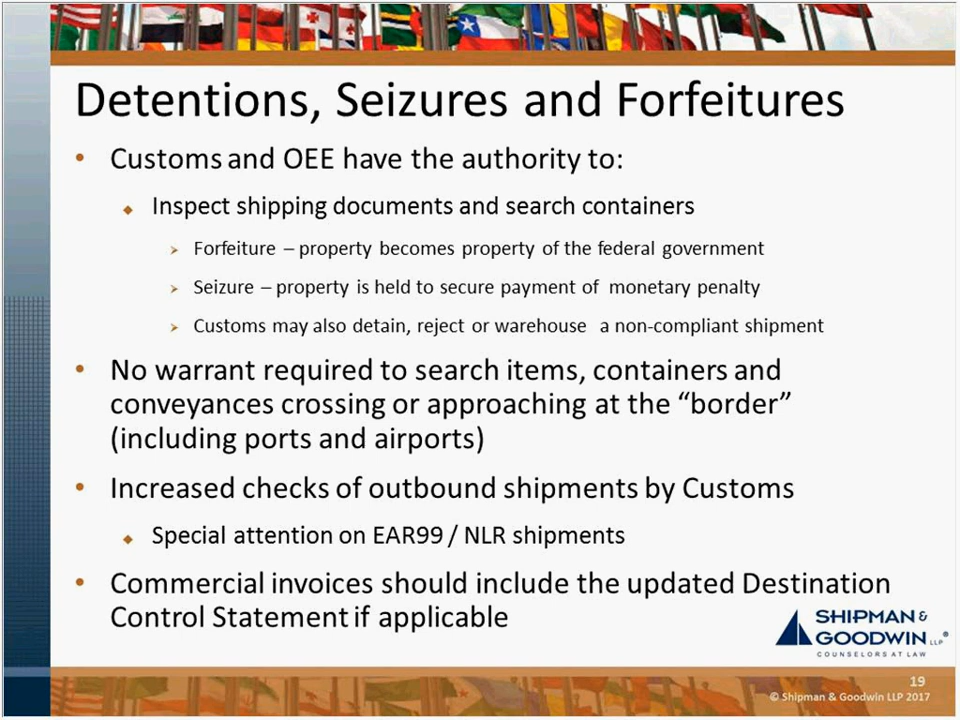 Detentions, Seizures and Forfeitures
• Customs and OEE have the authority to:
◆ Inspect shipping documents and search containers
➢ Forfeiture – property becomes property of the federal government
➢ Seizure – property is held to secure payment of monetary penalty
➢ Customs may also detain, reject or warehouse a non-compliant shipment
• No warrant required to search items, containers and
conveyances crossing or approaching at the “border”
(including ports and airports)
• Increased checks of outbound shipments by Customs
◆ Special attention on EAR99 / NLR shipments
• Commercial invoices should include the updated Destination
Control Statement if applicable
SHIPMAN &
GOODWIN LLP®
COUNSELORS AT LAW
19
© Shipman & Goodwin LLP 2017